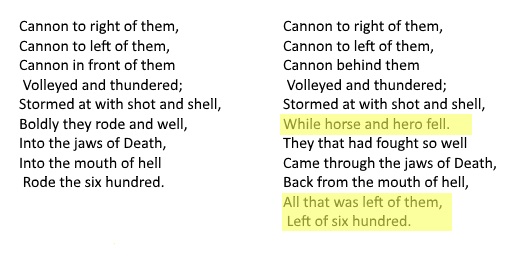 Cannon to right of them,
Cannon to left of them,
Cannon in front of them
Volleyed and thundered;
Stormed at with shot and shell,
Boldly they rode and well,
Into the jaws of Death,
Into the mouth of hell
Rode the six hundred.
Cannon to right of them,
Cannon to left of them,
Cannon behind them
Volleyed and thundered;
Stormed at with shot and shell,
While horse and hero fell.
They that had fought so well
Came through the jaws of Death,
Back from the mouth of hell,
All that was left of them,
Left of six hundred.